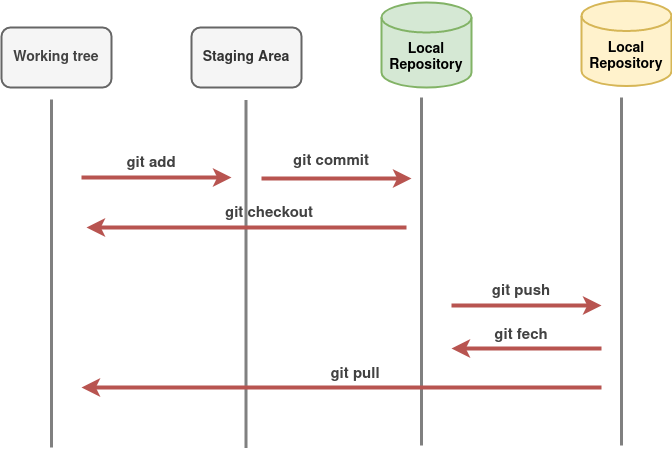 Working tree
Staging Area
Local
Repository
Local
Repository
git add
git commit
git checkout
git push
git fech
git pull